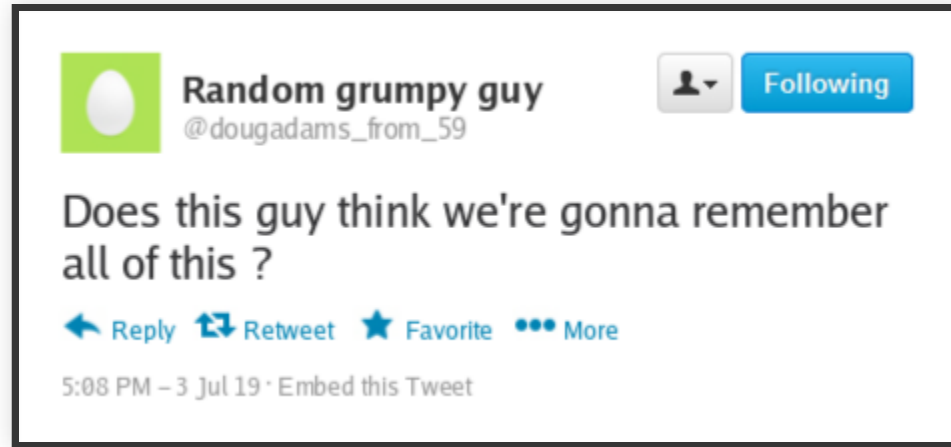 Random grumpy guy
@dougadams_from_59
Following
Does this guy think we're gonna remember
all of this ?
Reply Retweet Favorite More
5:08 PM – 3 Jul 19 · Embed this Tweet